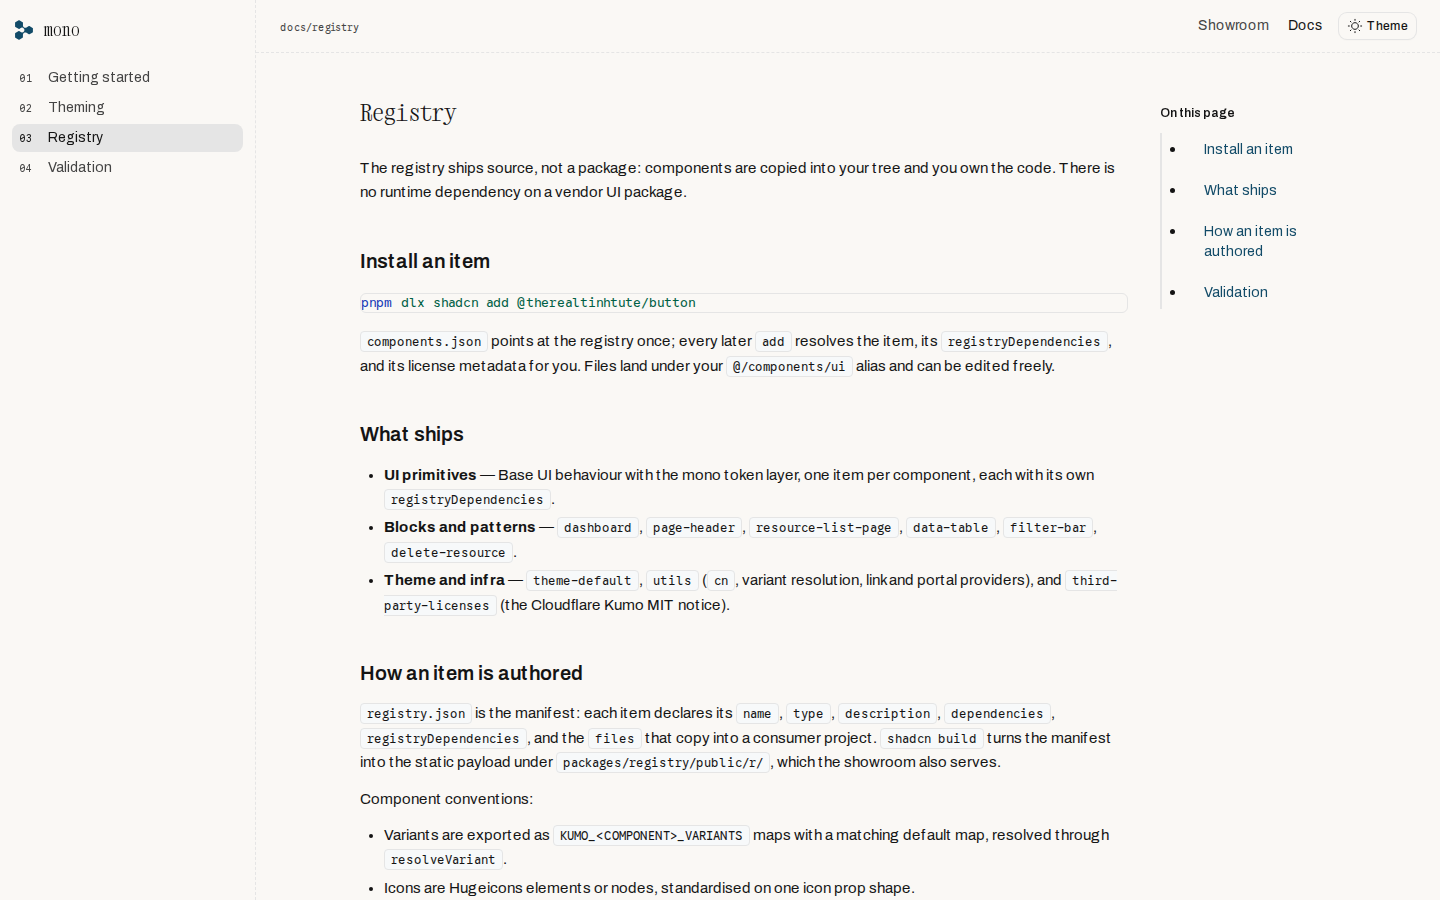 mono
01 Getting started
02 Theming
03 Registry
04 Validation
docs/registry
Showroom Docs Theme
Registry
The registry ships source, not a package: components are copied into your tree and you own the code. There is
no runtime dependency on a vendor UI package.
Install an item
pnpm dlx shadcn add @therealtinhtute/button
components.json points at the registry once; every later add resolves the item, its registryDependencies,
and its license metadata for you. Files land under your @/components/ui alias and can be edited freely.
What ships
• UI primitives — Base UI behaviour with the mono token layer, one item per component, each with its own
registryDependencies.
• Blocks and patterns — dashboard, page-header, resource-list-page, data-table, filter-bar,
delete-resource.
• Theme and infra — theme-default, utils (cn, variant resolution, link and portal providers), and third-
party-licenses (the Cloudflare Kumo MIT notice).
How an item is authored
registry.json is the manifest: each item declares its name, type, description, dependencies,
registryDependencies, and the files that copy into a consumer project. shadcn build turns the manifest
into the static payload under packages/registry/public/r/, which the showroom also serves.
Component conventions:
• Variants are exported as KUMO_<COMPONENT>_VARIANTS maps with a matching default map, resolved through
resolveVariant.
• Icons are Hugeicons elements or nodes, standardised on one icon prop shape.
On this page
• Install an item
• What ships
• How an item is
authored
• Validation